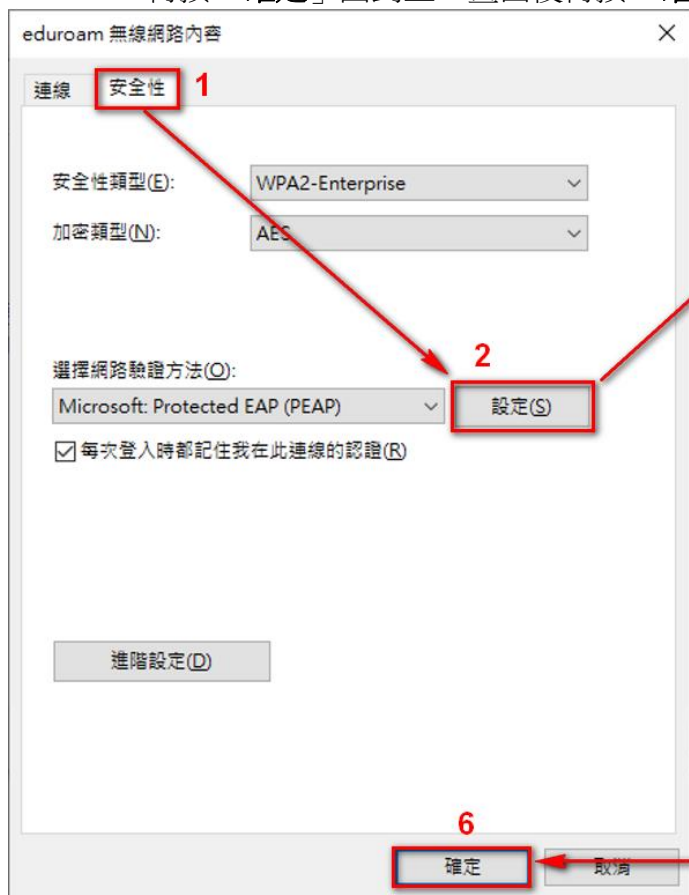 eduroam 無線網路內容
連線 安全性 1
安全性類型(E): WPA2-Enterprise
加密類型(N): AES
2
選擇網路驗證方法(O):
Microsoft: Protected EAP (PEAP) 設定(S)
每次登入時都記住我在此連線的認證(R)
進階設定(D)
6
確定 取消